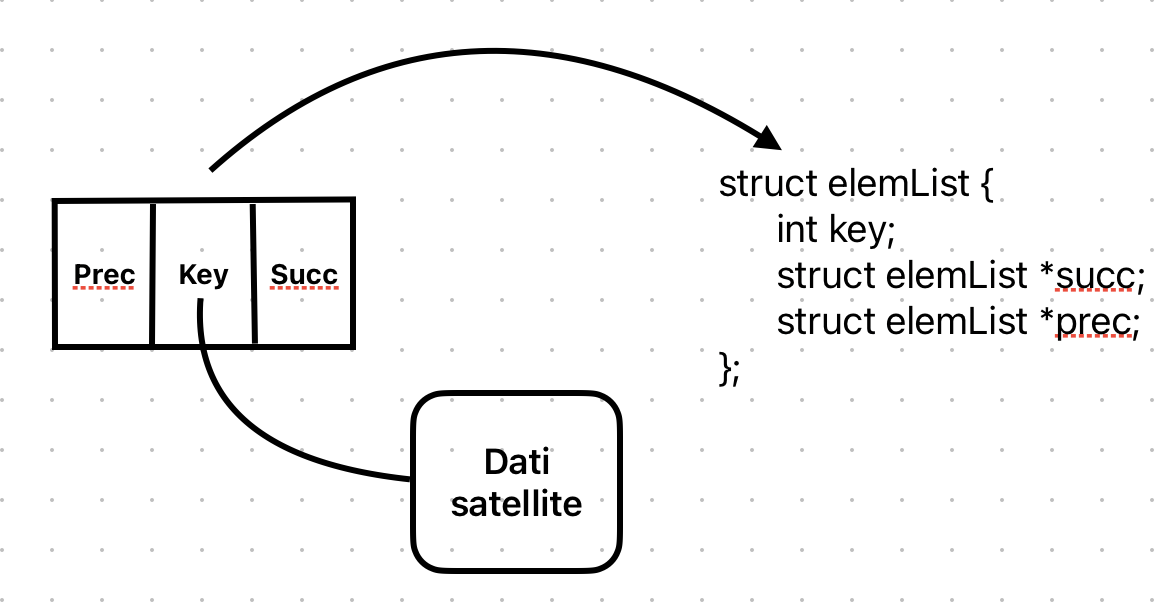 Prec
Key
Succ
struct elemList {
int key;
struct elemList *succ;
struct elemList *prec;
};
Dati
satellite